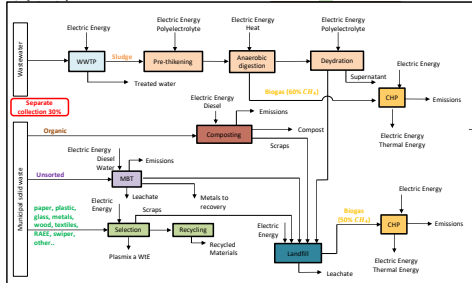 Wastewater
Electric Energy
WWTP
Treated water
Sludge
Electric Energy
Polyelectrolyte
Pre-thikening
Electric Energy
Heat
Anaerobic
digestion
Electric Energy
Polyelectrolyte
Deydration
Supernatant
Biogas (60% CH₄)
Electric Energy
CHP
Emissions
Electric Energy
Thermal Energy
Separate
collection 30%
Municipal solid waste
Organic
Electric Energy
Diesel
Composting
Emissions
Compost
Scraps
Unsorted
Electric Energy
Diesel
Water
MBT
Emissions
Leachate
Metals to
recovery
paper, plastic,
glass, metals,
wood, textiles,
RAEE, swiper,
other..
Electric
Energy
Selection
Scraps
Plasmix a WtE
Recycling
Recycled
Materials
Electric
Energy
Landfill
Leachate
Biogas
(50% CH₄)
Electric Energy
CHP
Emissions
Electric Energy
Thermal Energy